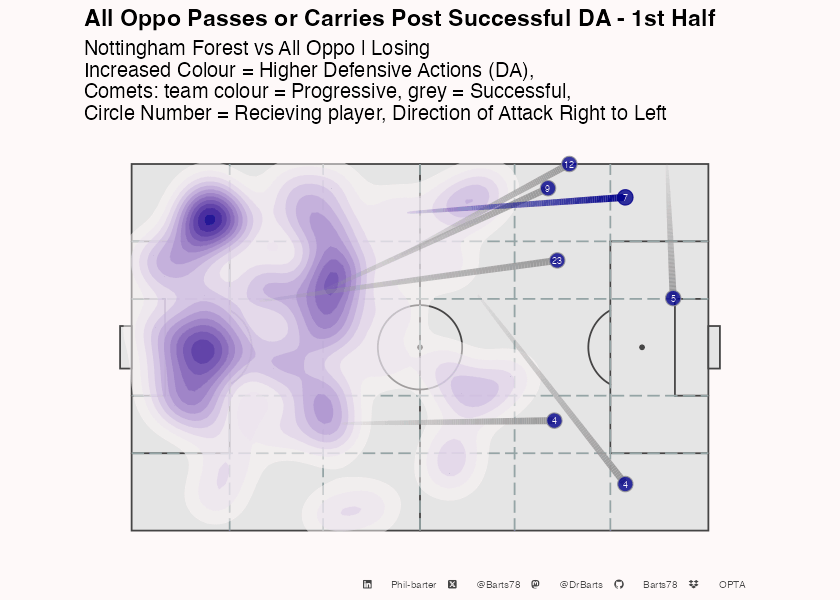 All Oppo Passes or Carries Post Successful DA - 1st Half
Nottingham Forest vs All Oppo | Losing
Increased Colour = Higher Defensive Actions (DA),
Comets: team colour = Progressive, grey = Successful,
Circle Number = Recieving player, Direction of Attack Right to Left
12
9
7
23
5
4
4
Phil-barter @Barts78 @DrBarts Barts78 OPTA